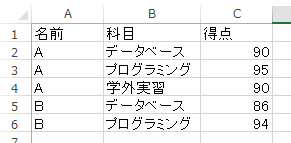 A B C
1 名前 科目 得点
2 A データベース 90
3 A プログラミング 95
4 A 学外実習 90
5 B データベース 86
6 B プログラミング 94
7